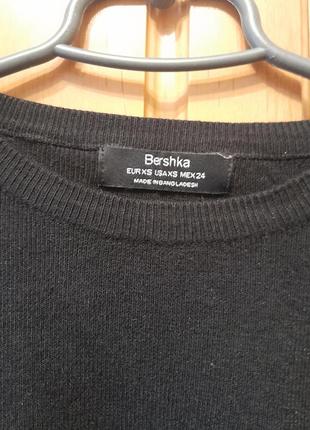 Bershka
EUR XS USA XS MEX 24
MADE IN BANGLADESH